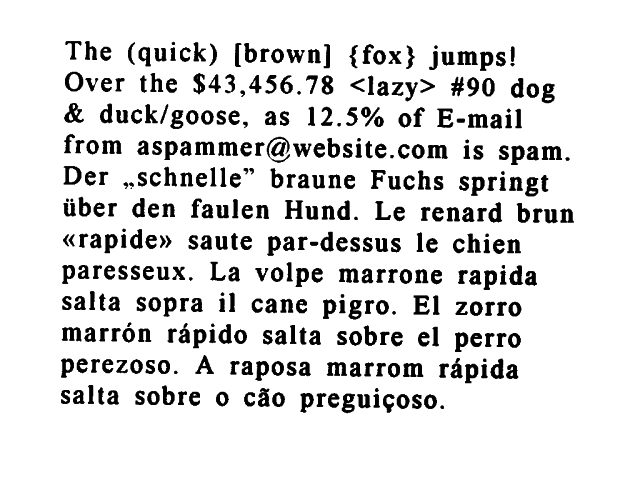 The (quick) [brown] {fox} jumps!
Over the $43,456.78 <lazy> #90 dog
& duck/goose, as 12.5% of E-mail
from aspammer@website.com is spam.
Der „schnelle” braune Fuchs springt
über den faulen Hund. Le renard brun
«rapide» saute par-dessus le chien
paresseux. La volpe marrone rapida
salta sopra il cane pigro. El zorro
marrón rápido salta sobre el perro
perezoso. A raposa marrom rápida
salta sobre o cão preguiçoso.